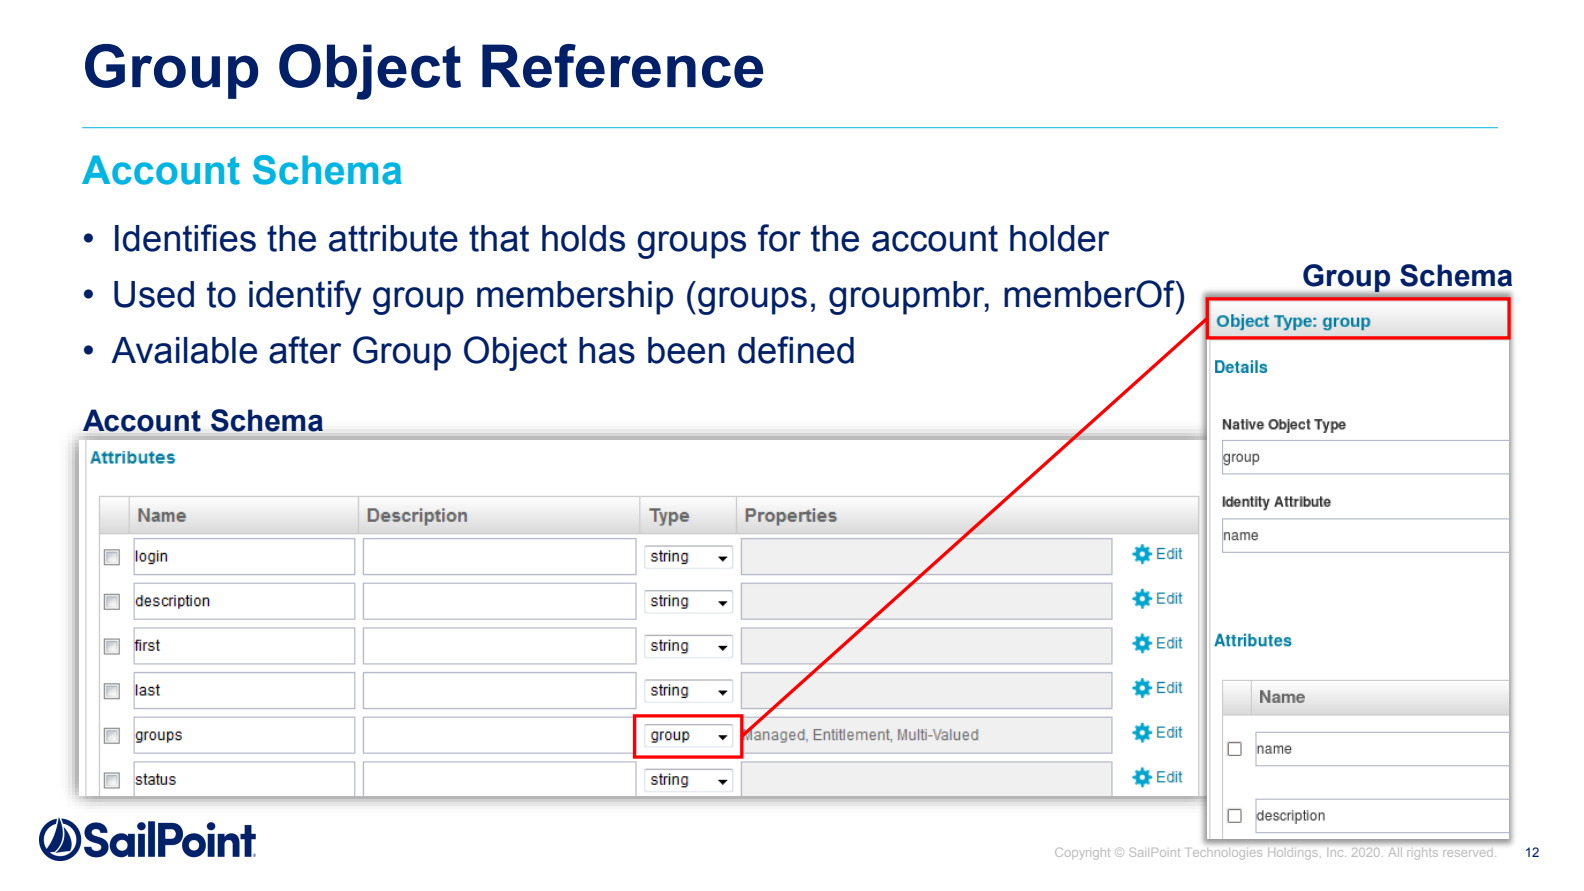 Group Object Reference
Account Schema
• Identifies the attribute that holds groups for the account holder
• Used to identify group membership (groups, groupmbr, memberOf)
• Available after Group Object has been defined
Account Schema
Attributes
Name Description Type Properties
login string Edit
description string Edit
first string Edit
last string Edit
groups group Managed, Entitlement, Multi-Valued Edit
status string Edit
Group Schema
Object Type: group
Details
Native Object Type
group
Identity Attribute
name
Attributes
Name
name
description
SailPoint
Copyright © SailPoint Technologies Holdings, Inc. 2020. All rights reserved. 12